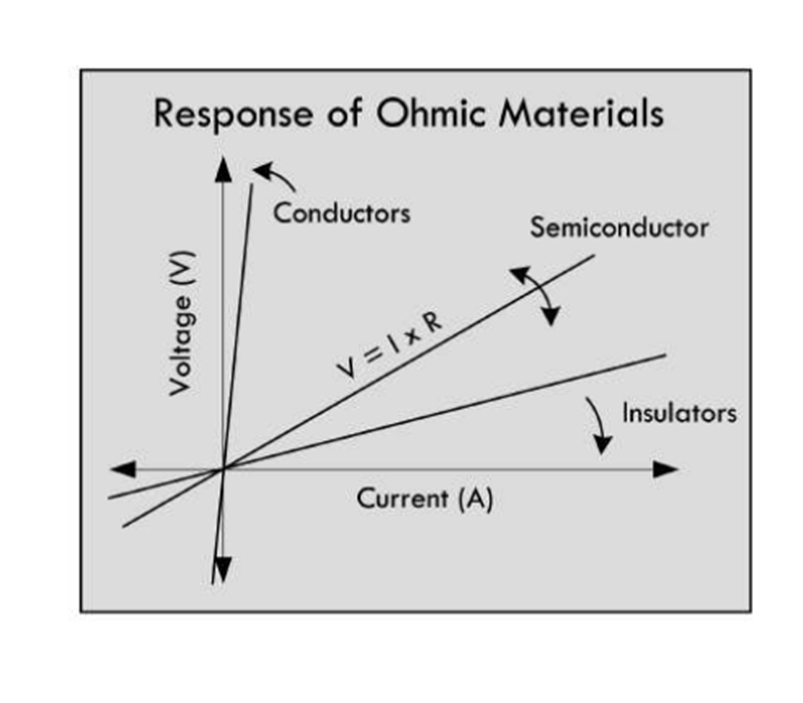 Response of Ohmic Materials
Conductors
Semiconductor
Voltage (V)
V = I x R
Insulators
Current (A)